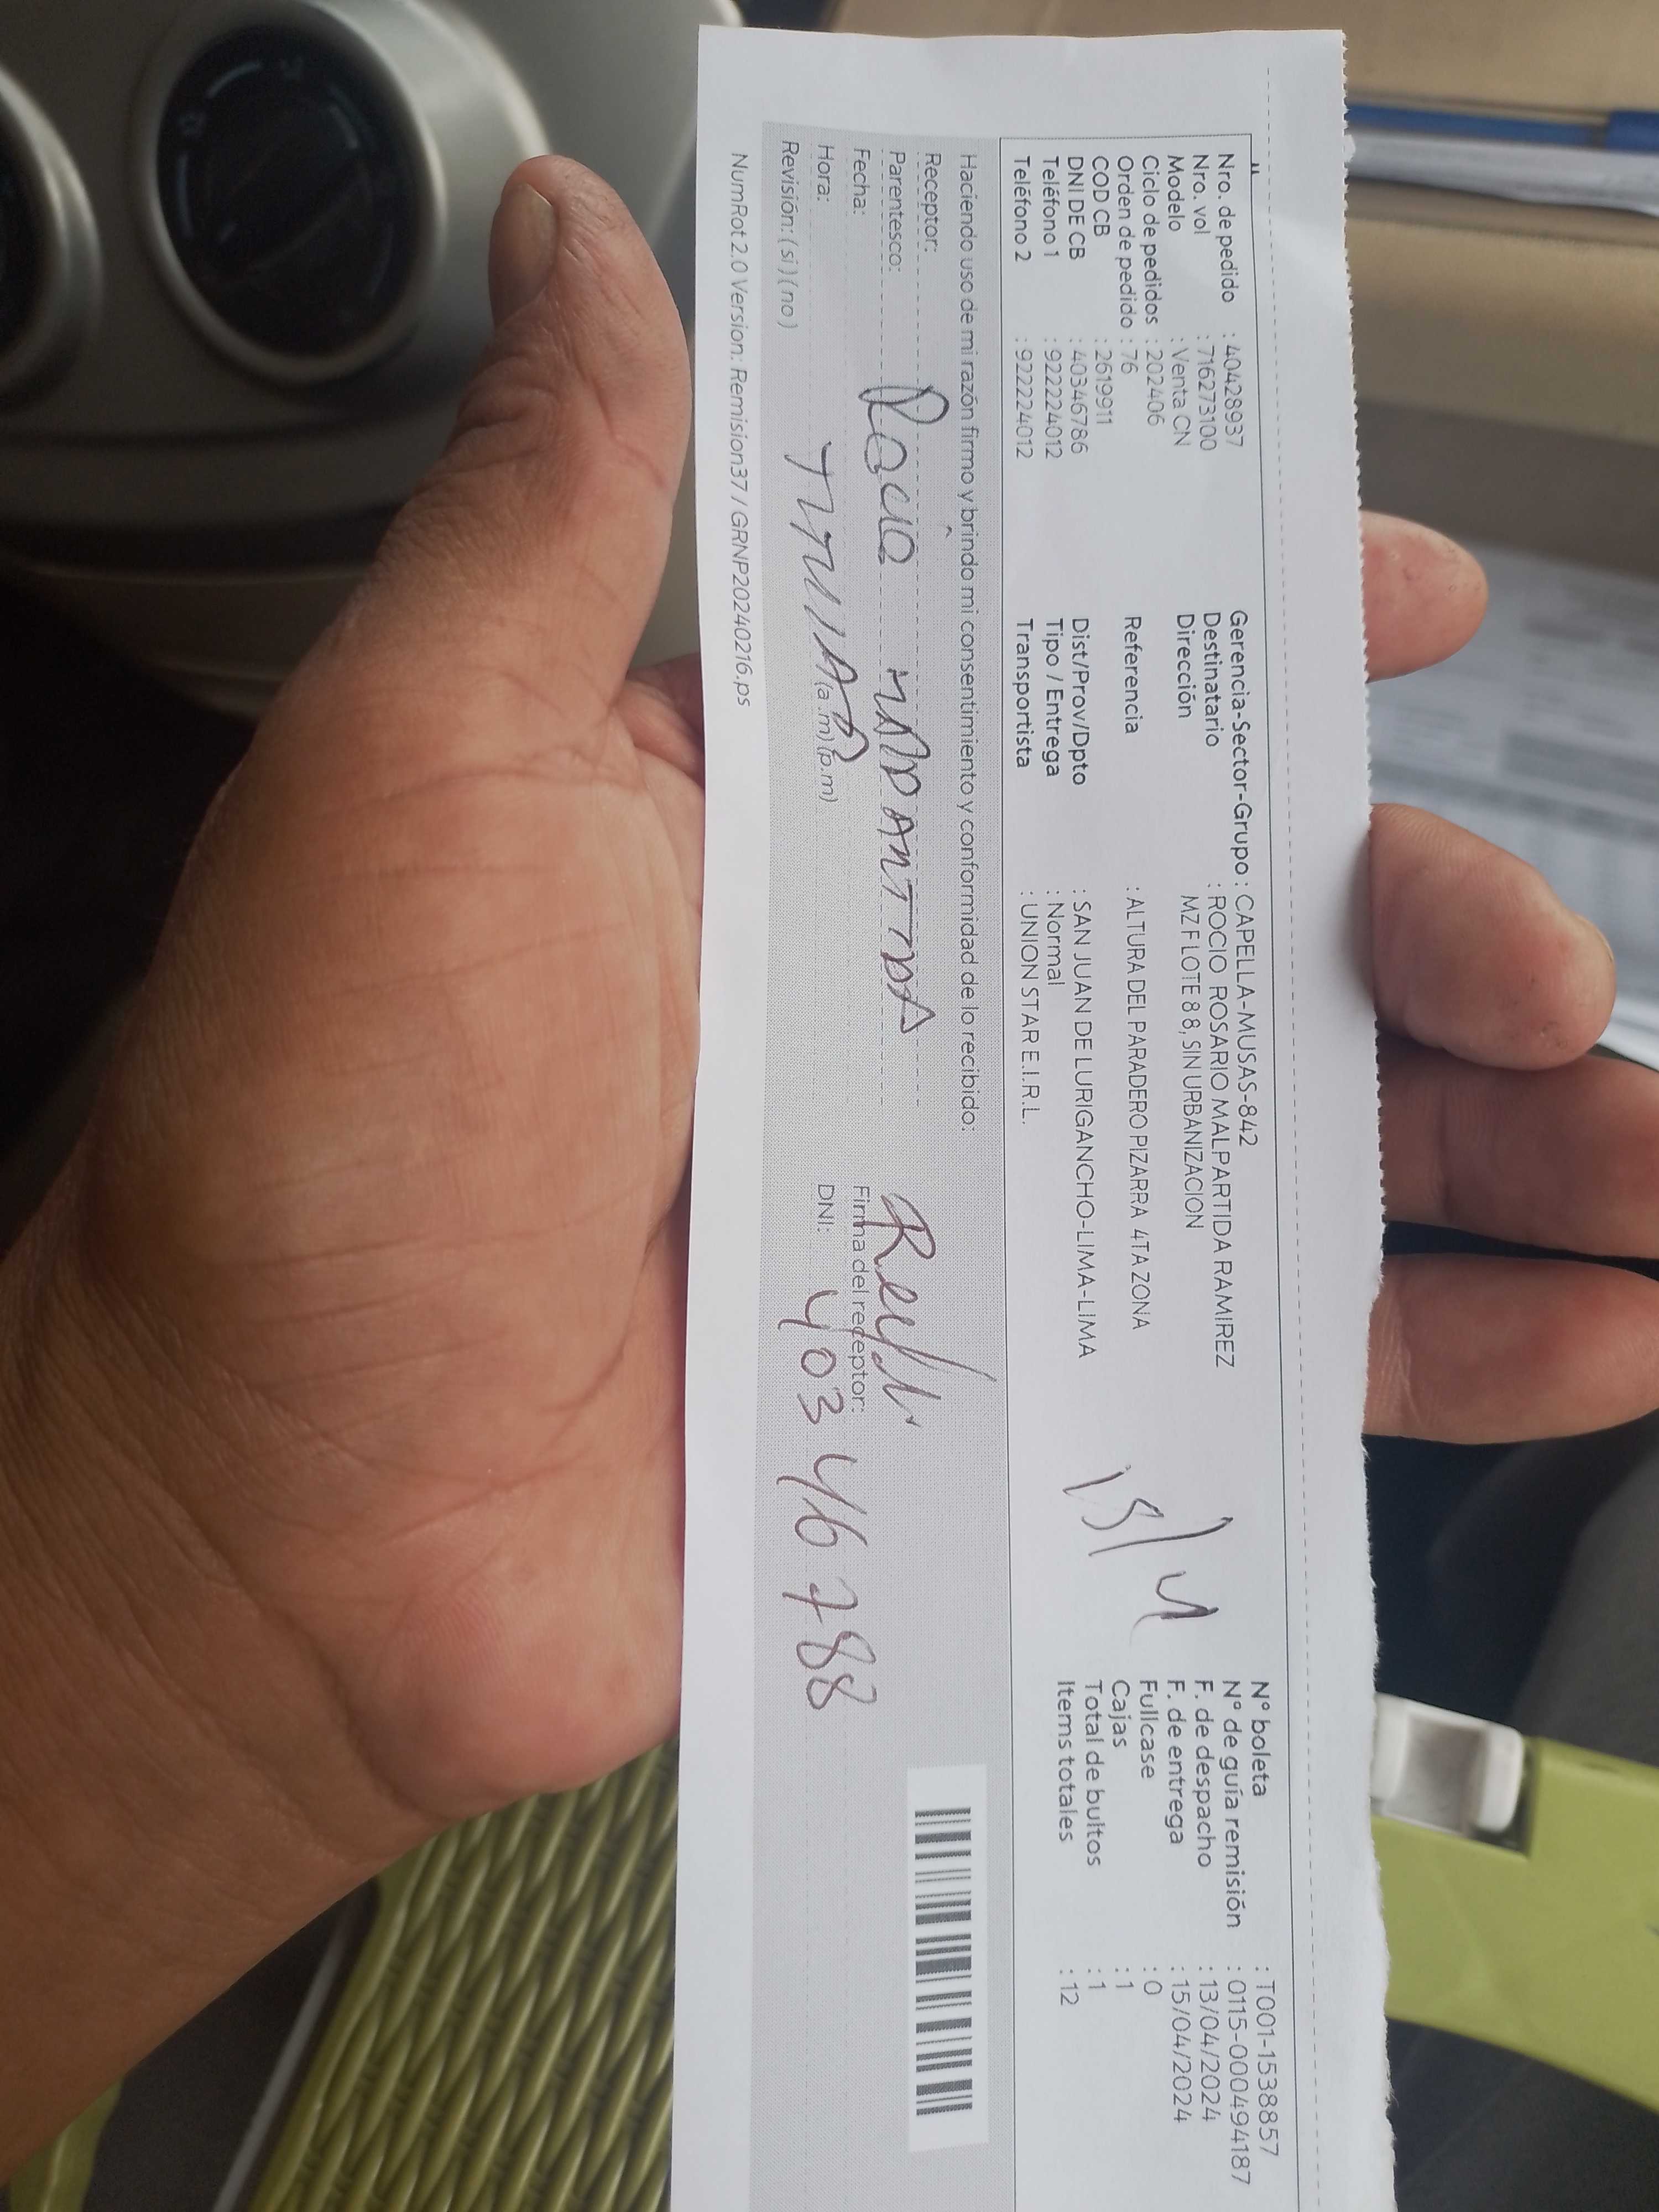 Nro. de pedido : 40428937
Nro. vol : 716273100
Modelo : Venta CN
Ciclo de pedidos : 202406
Orden de pedido : 76
COD CB : 2619911
DNI DE CB : 40346786
Teléfono 1 : 922224012
Teléfono 2 : 922224012
Gerencia-Sector-Grupo : CAPELLA-MUSAS-842
Destinatario : ROCIO ROSARIO MALPARTIDA RAMIREZ
Dirección MZ F LOTE 8 8, SIN URBANIZACION
Referencia : ALTURA DEL PARADERO PIZARRA 4TA ZONA
Dist/Prov/Dpto : SAN JUAN DE LURIGANCHO-LIMA-LIMA
Tipo / Entrega : Normal
Transportista : UNION STAR E.I.R.L.
15/4
N° boleta : T001-1538857
N° de guía remisión : 0115-000494187
F. de despacho : 13/04/2024
F. de entrega : 15/04/2024
Fullcase : 0
Cajas : 1
Total de bultos : 1
Items totales : 12
Haciendo uso de mi razón firmo y brindo mi consentimiento y conformidad de lo recibido:
Receptor:
Parentesco: Rocio
Fecha:
Hora: (a.m) (p.m)
Revisión: ( si ) ( no )
Firma del receptor:
DNI: 40346788
NumRot 2.0 Version: Remision37 / GRNP20240216.ps